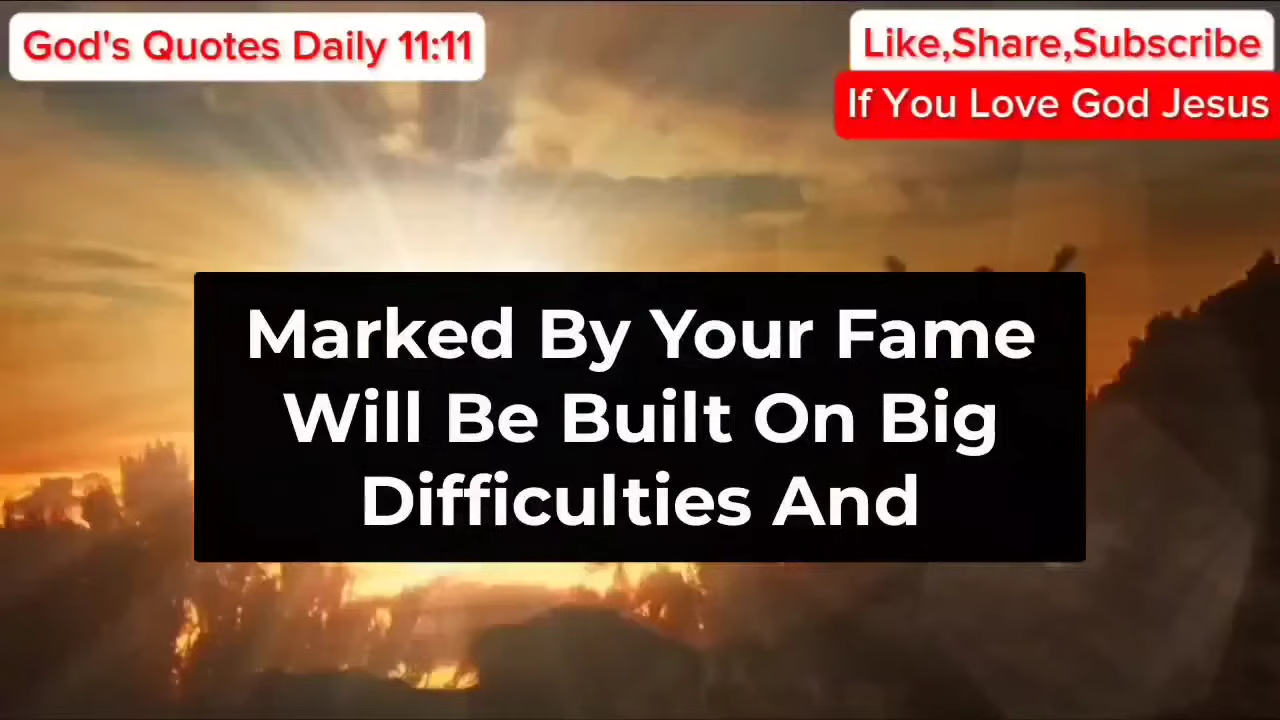 God's Quotes Daily 11:11
Like,Share,Subscribe
If You Love God Jesus
Marked By Your Fame
Will Be Built On Big
Difficulties And